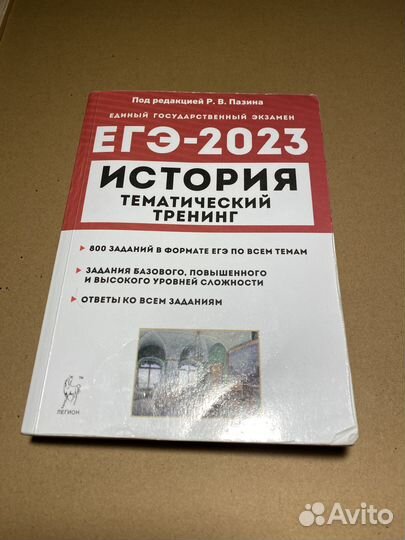 Под редакцией Р. В. Пазина
ЕДИНЫЙ ГОСУДАРСТВЕННЫЙ ЭКЗАМЕН
ЕГЭ-2023
ИСТОРИЯ
ТЕМАТИЧЕСКИЙ
ТРЕНИНГ
800 ЗАДАНИЙ В ФОРМАТЕ ЕГЭ ПО ВСЕМ ТЕМАМ
ЗАДАНИЯ БАЗОВОГО, ПОВЫШЕННОГО
И ВЫСОКОГО УРОВНЕЙ СЛОЖНОСТИ
ОТВЕТЫ КО ВСЕМ ЗАДАНИЯМ
TM
ЛЕГИОН
Avito